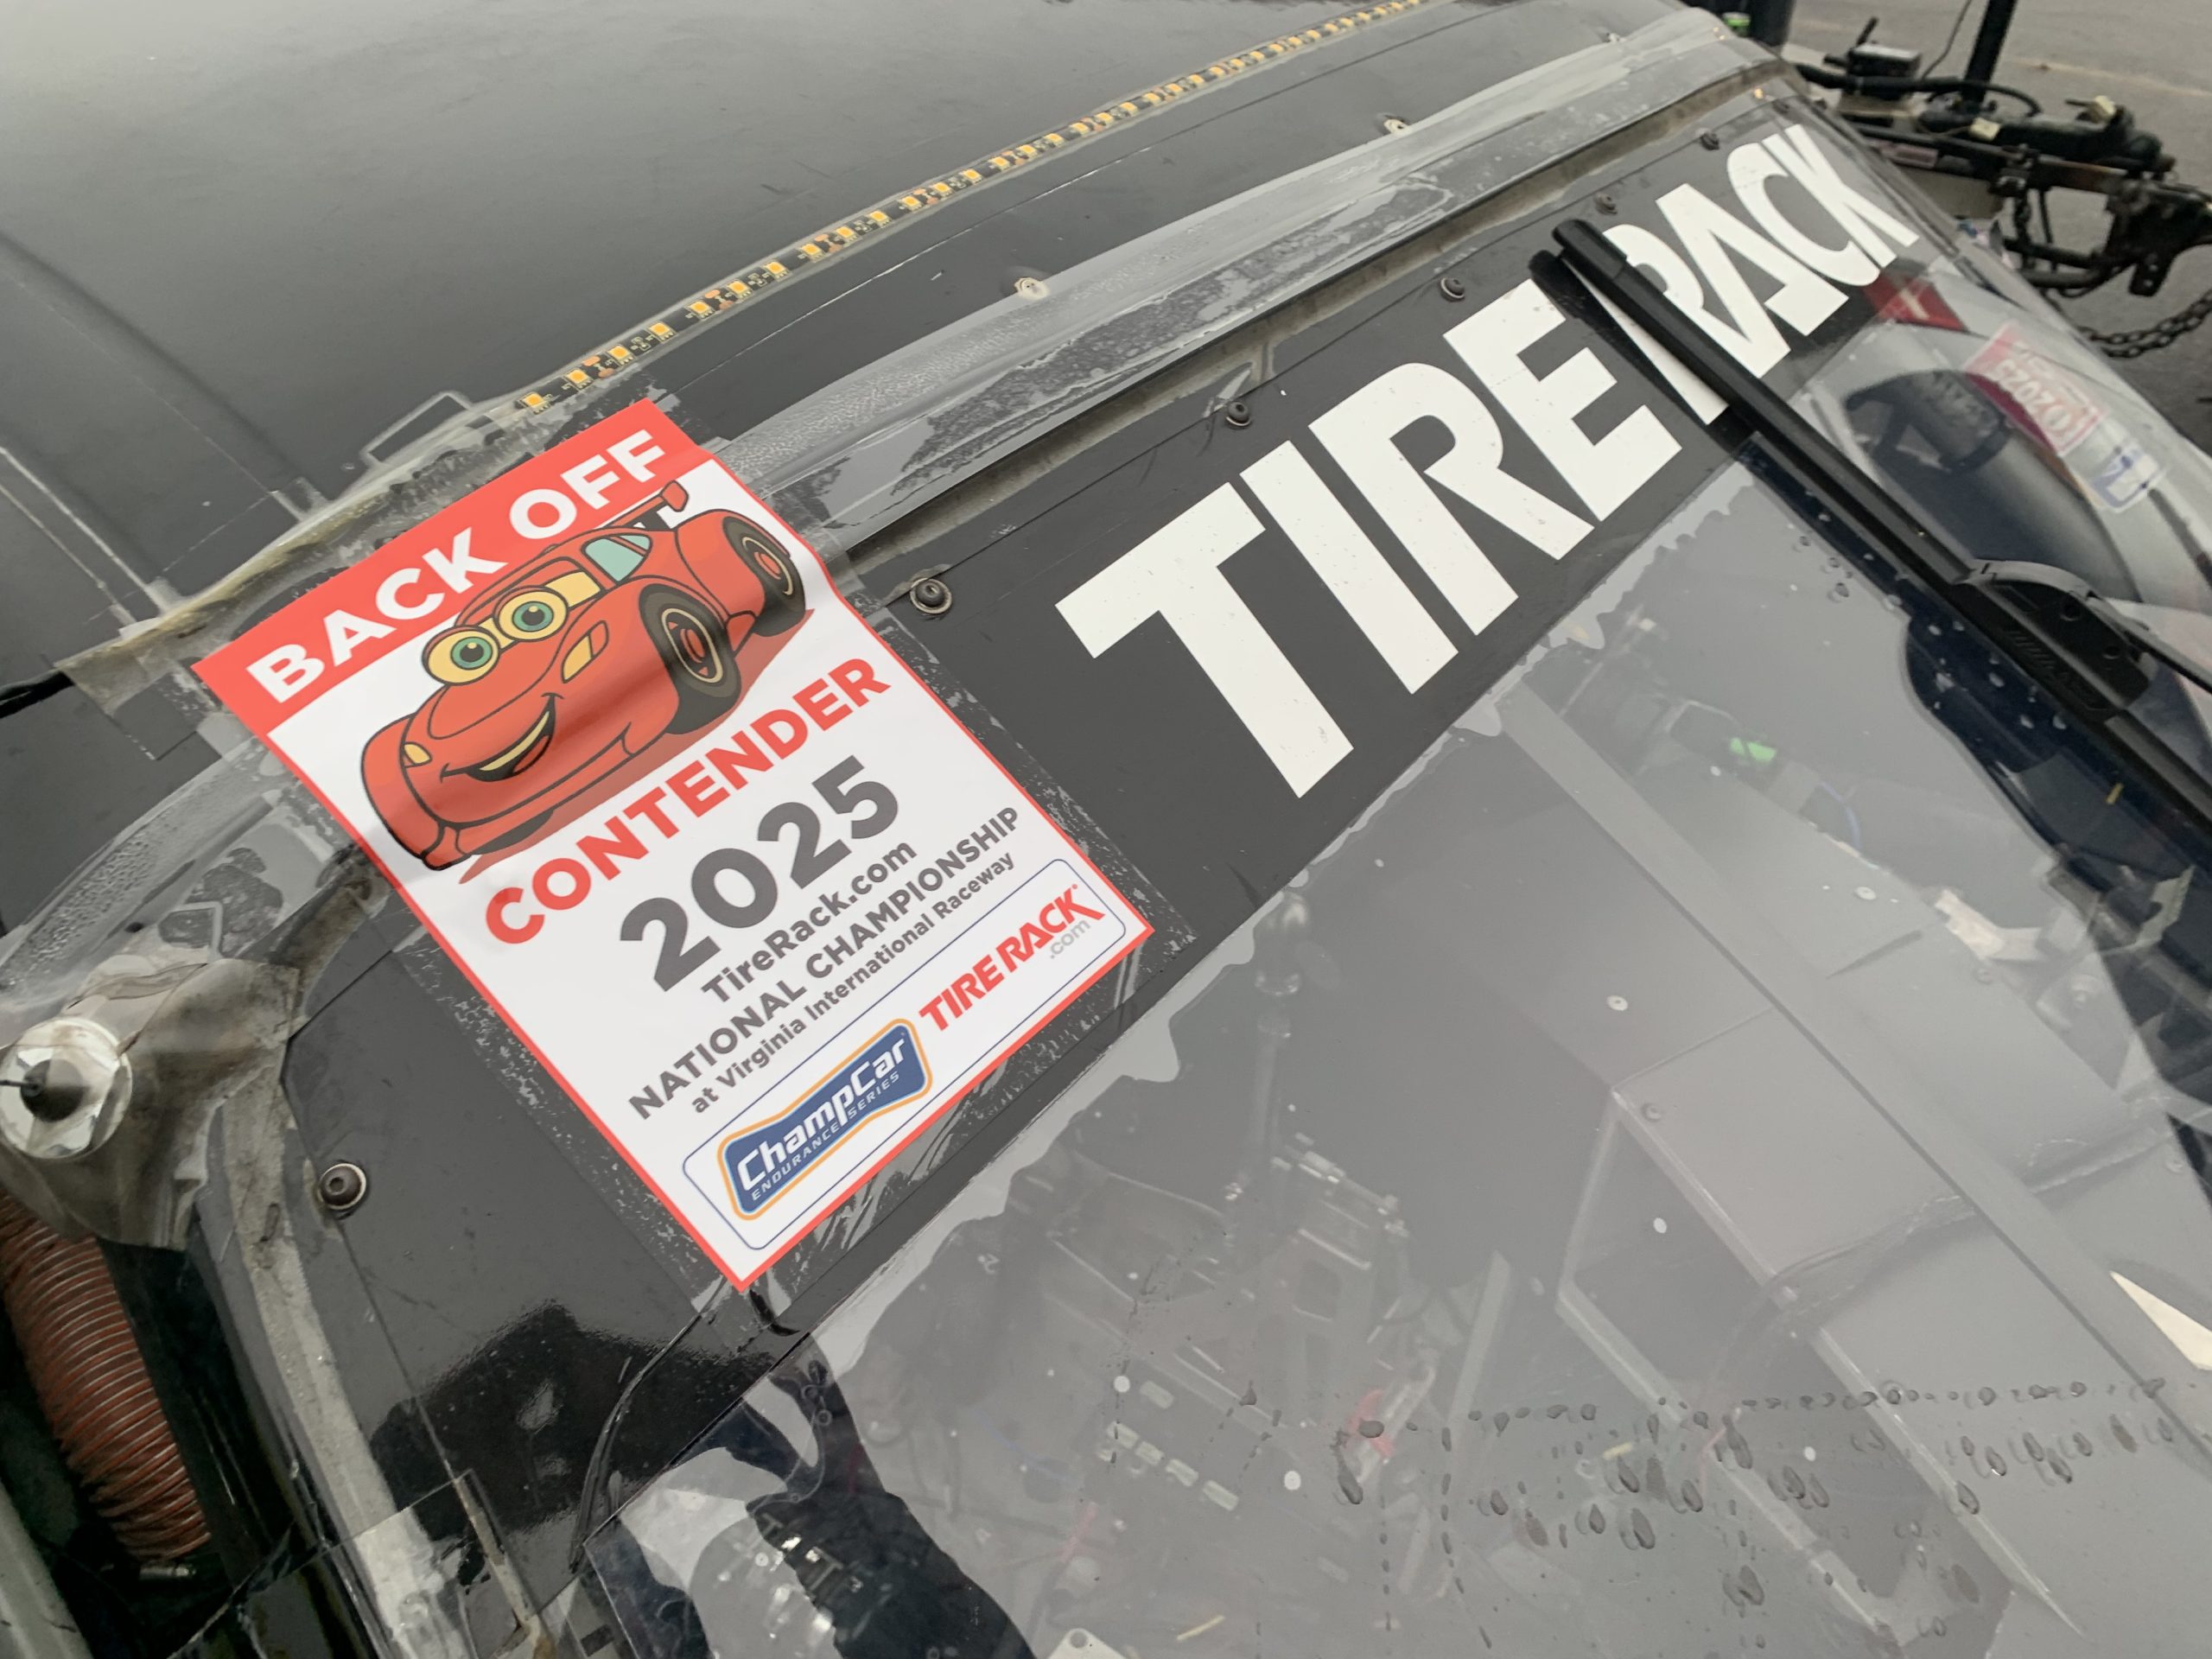 BACK OFF
CONTENDER
2025
TireRack.com
NATIONAL CHAMPIONSHIP
at Virginia International Raceway
ChampCar
ENDURANCE SERIES
TIRE RACK
.com
TIRE RACK